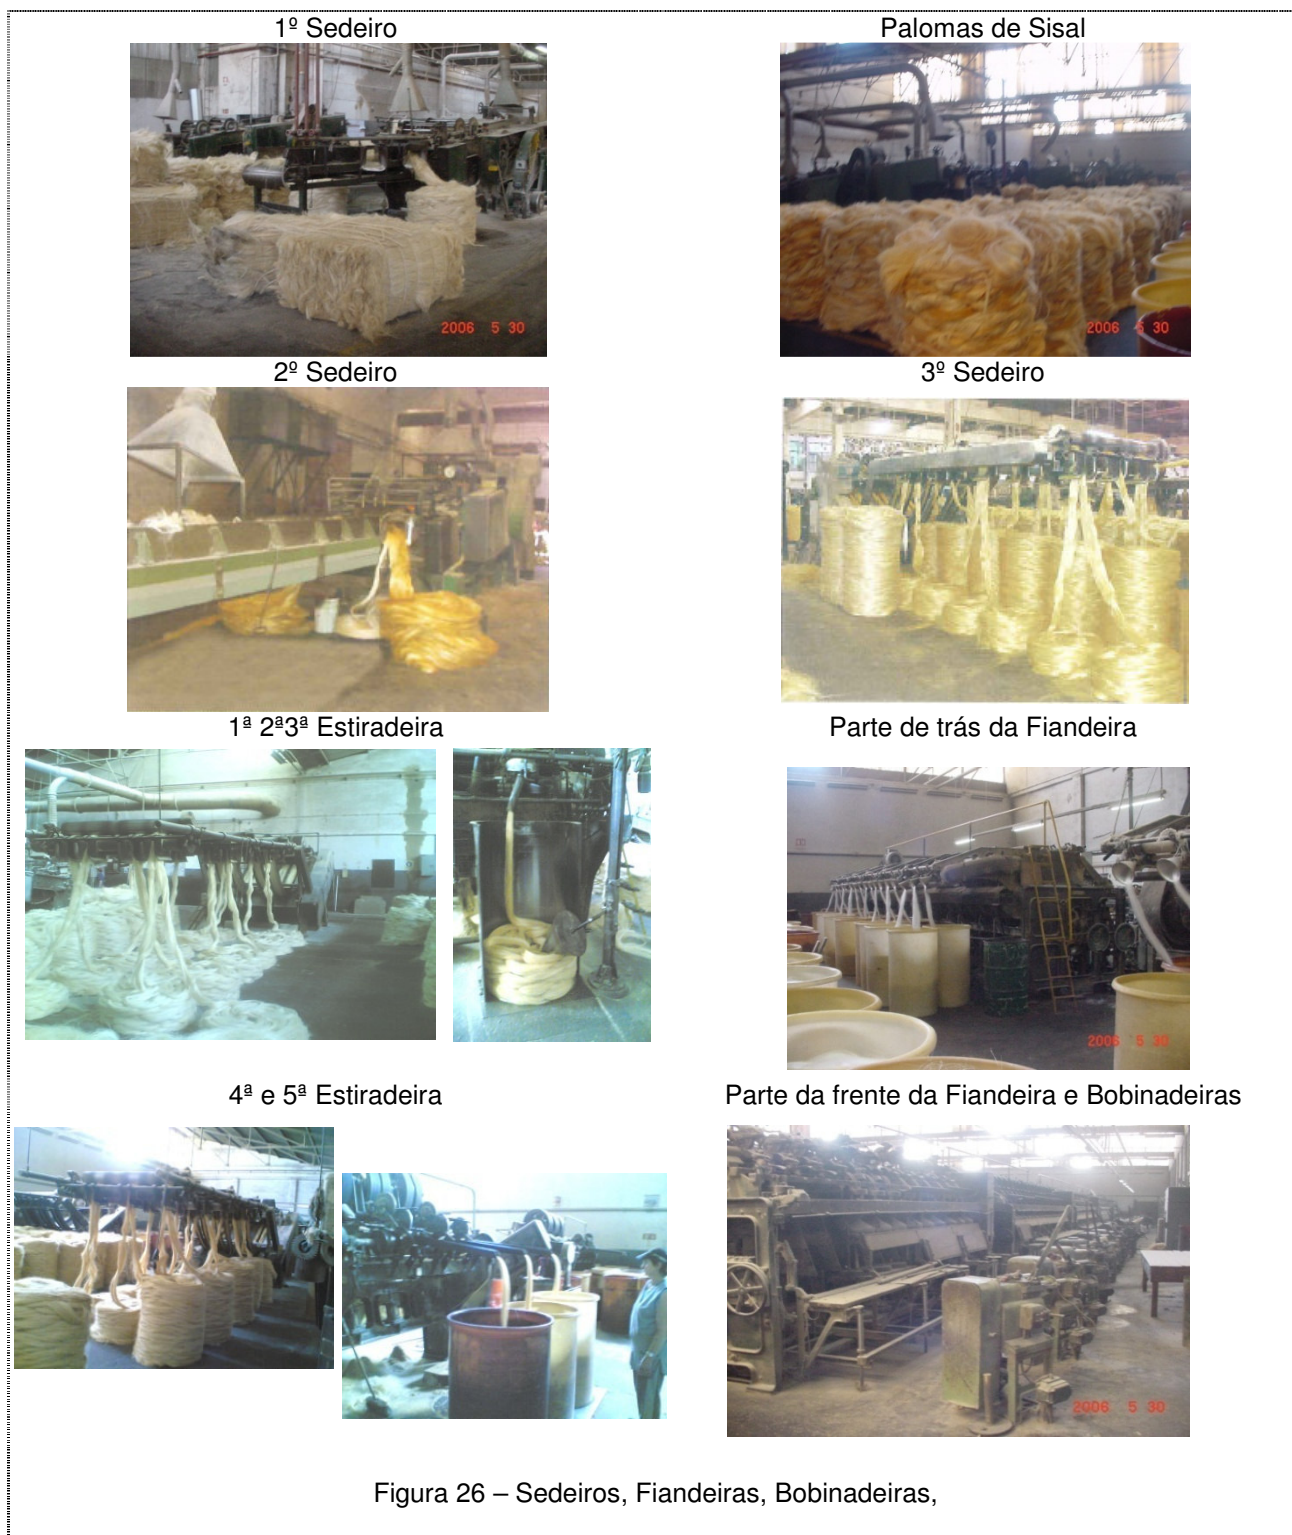 1º Sedeiro
Palomas de Sisal
2006 5 30
2006 5 30
2º Sedeiro
3º Sedeiro
1ª 2ª3ª Estiradeira
Parte de trás da Fiandeira
2006 5 30
4ª e 5ª Estiradeira
Parte da frente da Fiandeira e Bobinadeiras
2006 5 30
Figura 26 – Sedeiros, Fiandeiras, Bobinadeiras,